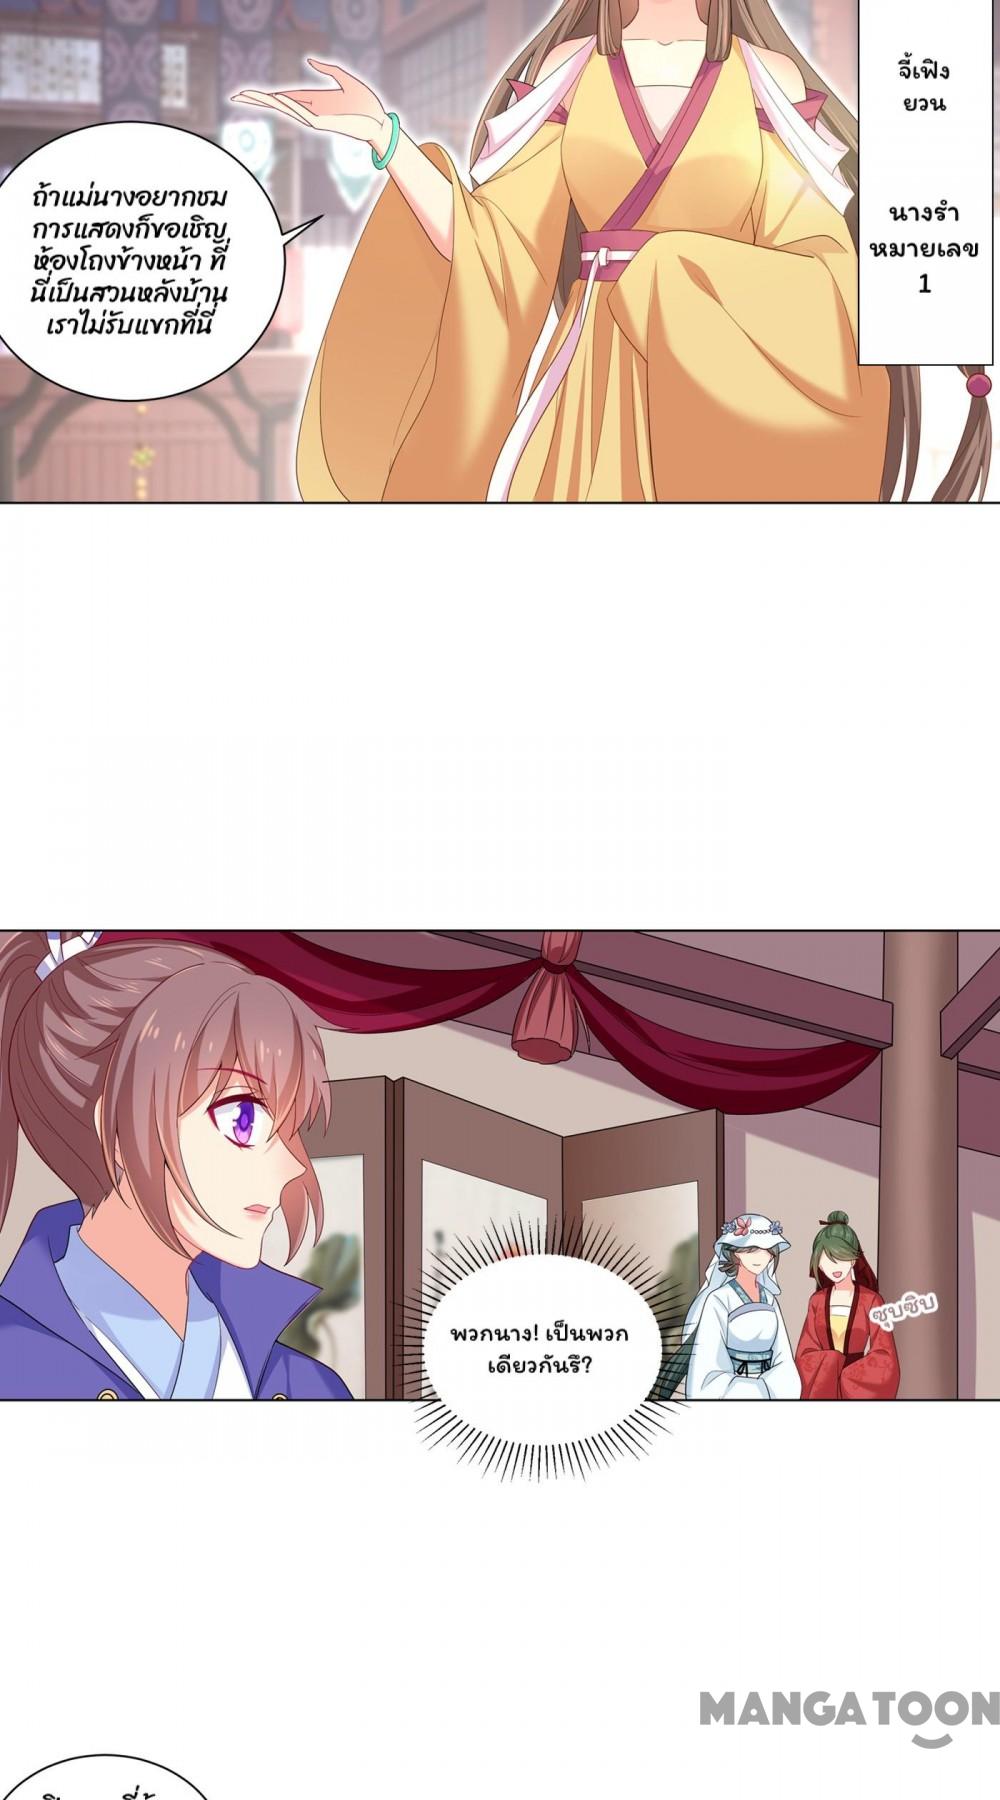 จี้เฟิง
ยวน
นางรำ
หมายเลข
1
ถ้าแม่นางอยากชม
การแสดงก็ขอเชิญ
ห้องโถงข้างหน้า ที่
นี่เป็นสวนหลังบ้าน
เราไม่รับแขกที่นี่
พวกนาง! เป็นพวก
เดียวกันรึ?
ซุบซิบ
MANGATOON